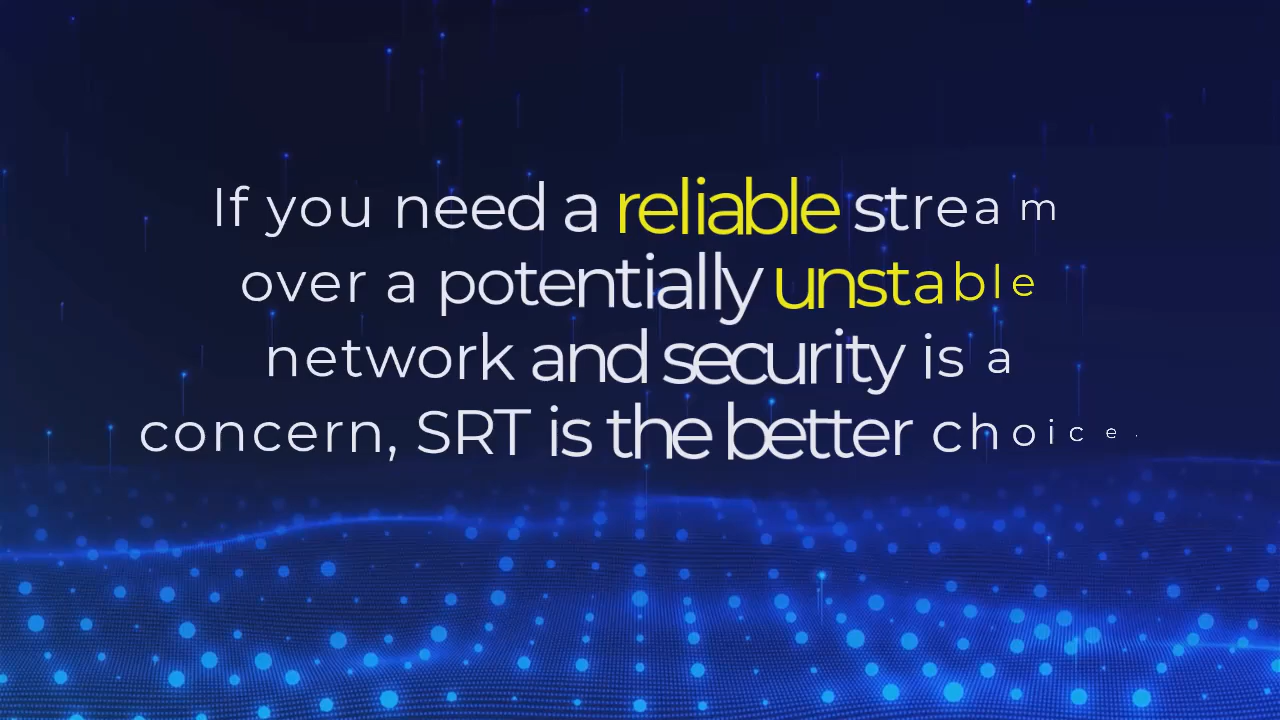 If you need a reliable stream
over a potentially unstable
network and security is a
concern, SRT is the better choice.